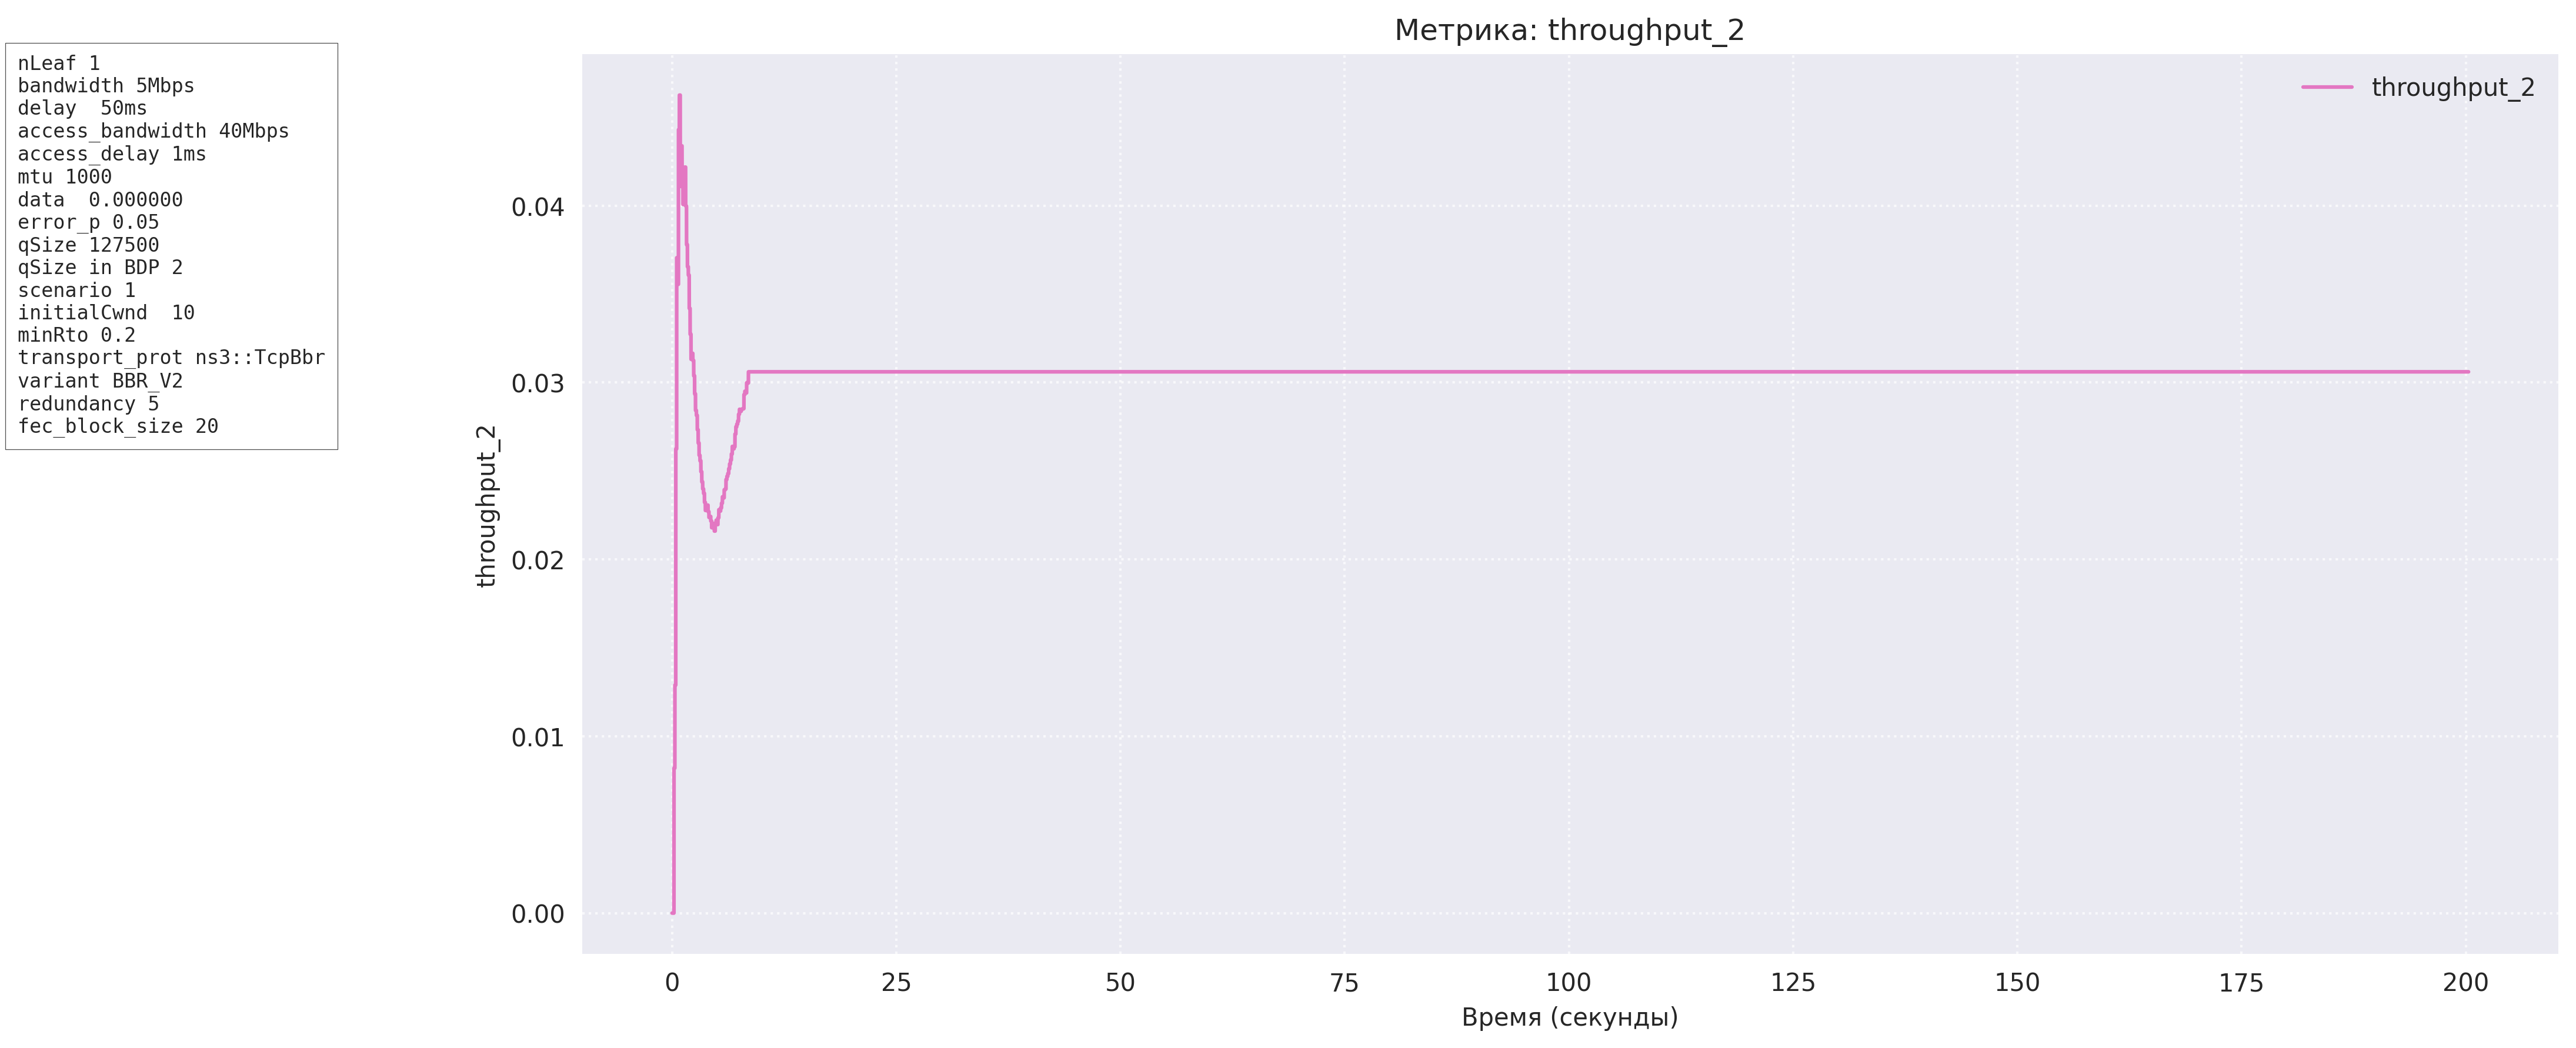 Метрика: throughput_2
nLeaf 1
bandwidth 5Mbps
delay  50ms
access_bandwidth 40Mbps
access_delay 1ms
mtu 1000
data  0.000000
error_p 0.05
qSize 127500
qSize in BDP 2
scenario 1
initialCwnd  10
minRto 0.2
transport_prot ns3::TcpBbr
variant BBR_V2
redundancy 5
fec_block_size 20
throughput_2
throughput_2
0.04
0.03
0.02
0.01
0.00
0 25 50 75 100 125 150 175 200
Время (секунды)